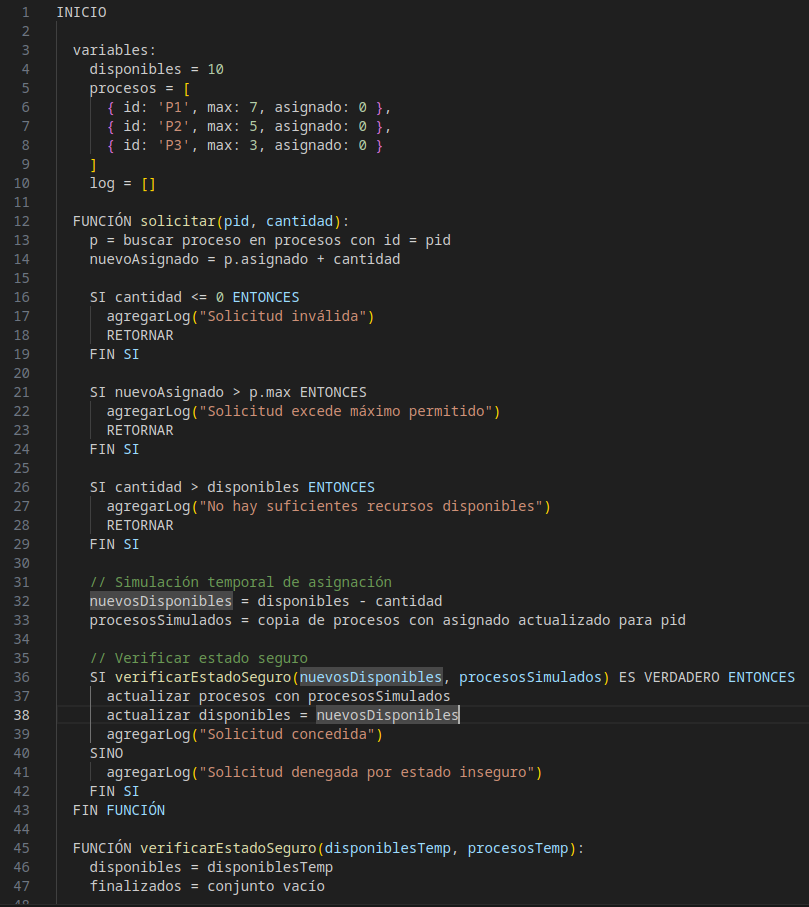 1 INICIO
2
3 variables:
4 disponibles = 10
5 procesos = [
6 { id: 'P1', max: 7, asignado: 0 },
7 { id: 'P2', max: 5, asignado: 0 },
8 { id: 'P3', max: 3, asignado: 0 }
9 ]
10 log = []
11
12 FUNCIÓN solicitar(pid, cantidad):
13 p = buscar proceso en procesos con id = pid
14 nuevoAsignado = p.asignado + cantidad
15
16 SI cantidad <= 0 ENTONCES
17 agregarLog("Solicitud inválida")
18 RETORNAR
19 FIN SI
20
21 SI nuevoAsignado > p.max ENTONCES
22 agregarLog("Solicitud excede máximo permitido")
23 RETORNAR
24 FIN SI
25
26 SI cantidad > disponibles ENTONCES
27 agregarLog("No hay suficientes recursos disponibles")
28 RETORNAR
29 FIN SI
30
31 // Simulación temporal de asignación
32 nuevosDisponibles = disponibles - cantidad
33 procesosSimulados = copia de procesos con asignado actualizado para pid
34
35 // Verificar estado seguro
36 SI verificarEstadoSeguro(nuevosDisponibles, procesosSimulados) ES VERDADERO ENTONCES
37 actualizar procesos con procesosSimulados
38 actualizar disponibles = nuevosDisponibles
39 agregarLog("Solicitud concedida")
40 SINO
41 agregarLog("Solicitud denegada por estado inseguro")
42 FIN SI
43 FIN FUNCIÓN
44
45 FUNCIÓN verificarEstadoSeguro(disponiblesTemp, procesosTemp):
46 disponibles = disponiblesTemp
47 finalizados = conjunto vacío
48